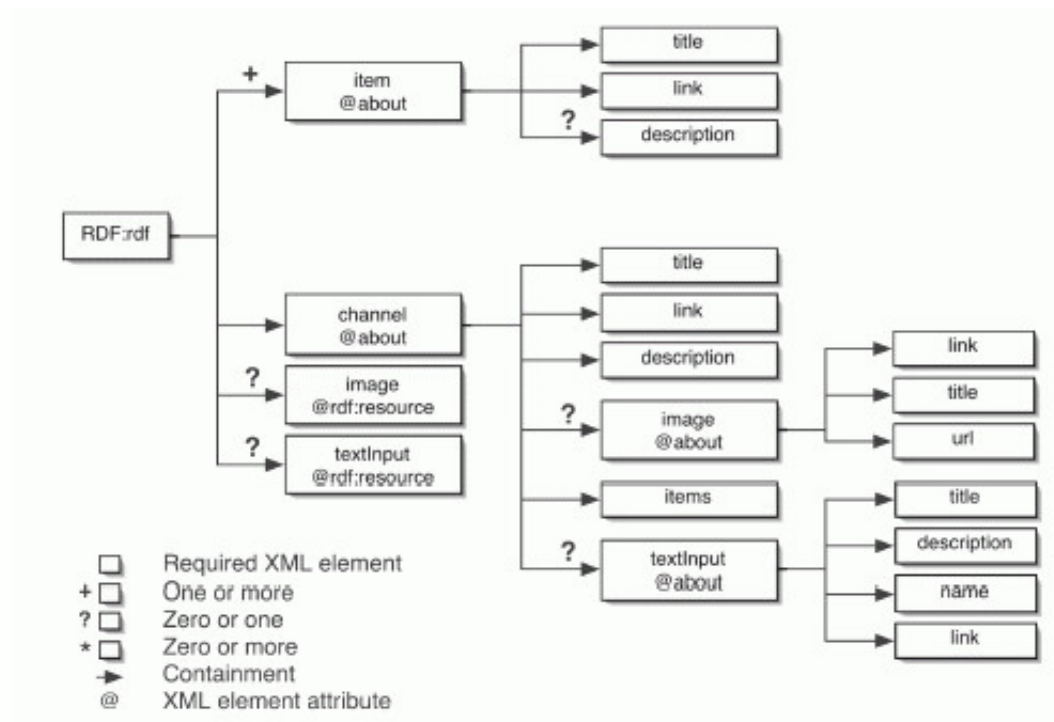 +
item
@about
title
link
?
description
RDF:rdf
channel
@about
title
link
description
?
image
@about
link
title
url
items
?
textInput
@about
title
description
name
link
?
image
@rdf:resource
?
textInput
@rdf:resource
Required XML element
+ One or more
? Zero or one
* Zero or more
Containment
@ XML element attribute